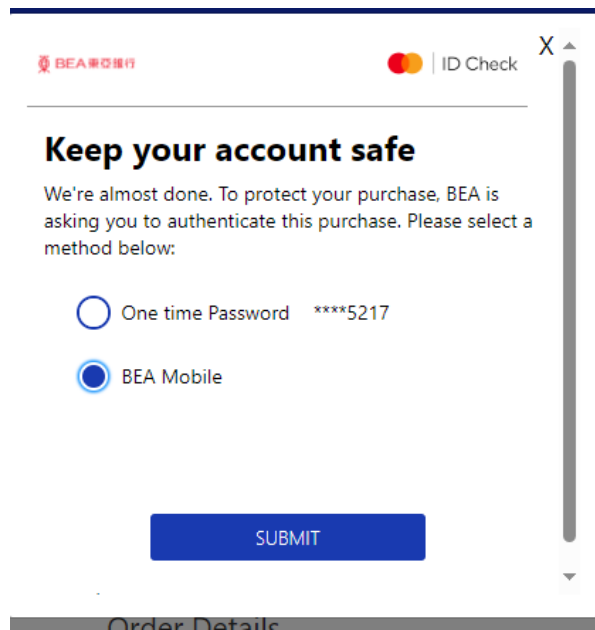 BEA東亞銀行
ID Check
X
Keep your account safe
We're almost done. To protect your purchase, BEA is
asking you to authenticate this purchase. Please select a
method below:
One time Password ****5217
BEA Mobile
SUBMIT
Order Details